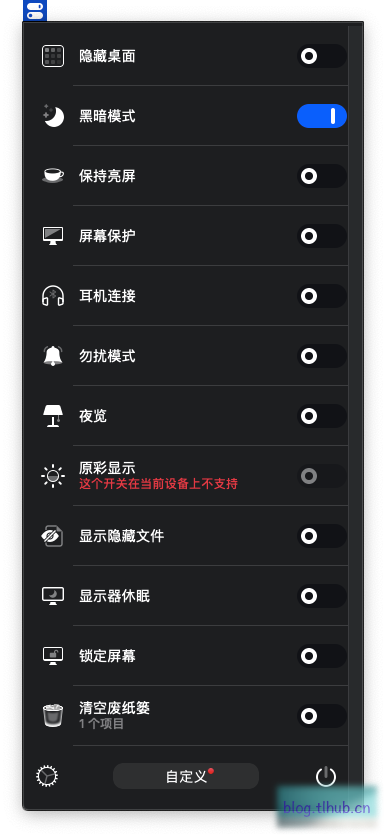 隐藏桌面
黑暗模式
保持亮屏
屏幕保护
耳机连接
勿扰模式
夜览
原彩显示
这个开关在当前设备上不支持
显示隐藏文件
显示器休眠
锁定屏幕
清空废纸篓
1 个项目
自定义
blog.tlhub.cn